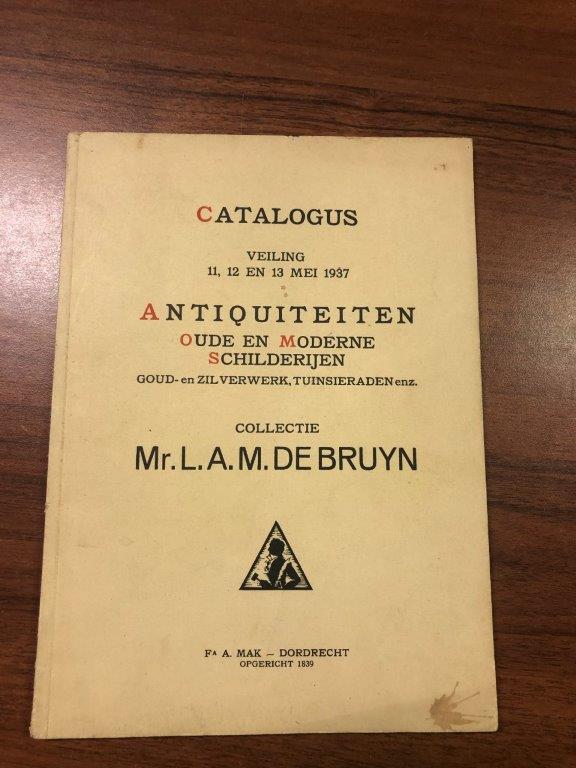 CATALOGUS
VEILING
11, 12 EN 13 MEI 1937
ANTIQUITEITEN
OUDE EN MODERNE
SCHILDERIJEN
GOUD- en ZILVERWERK, TUINSIERADEN enz.
COLLECTIE
Mr. L. A. M. DE BRUYN
FA A. MAK — DORDRECHT
OPGERICHT 1839